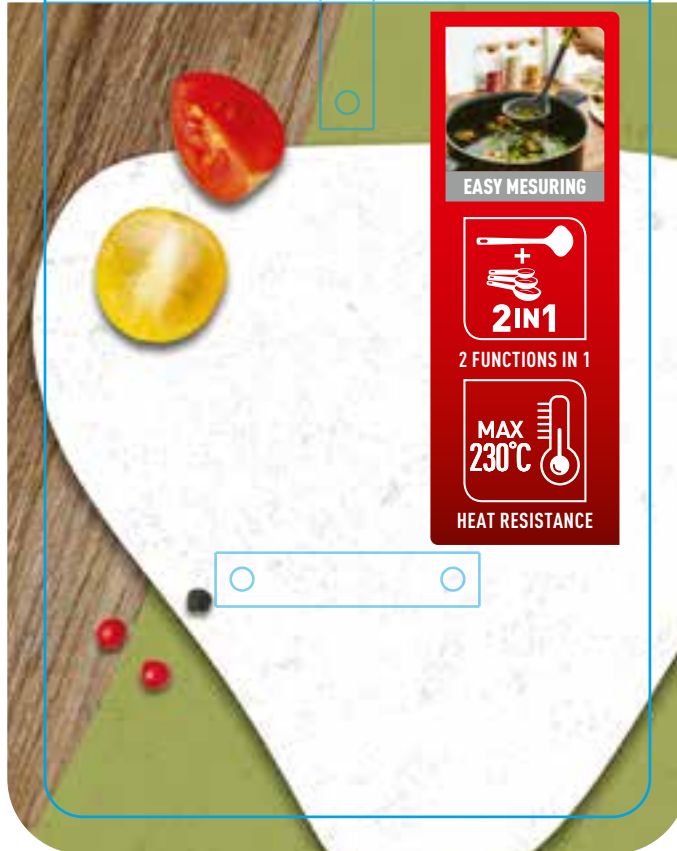 EASY MESURING
+
2IN1
2 FUNCTIONS IN 1
MAX
230°C
HEAT RESISTANCE